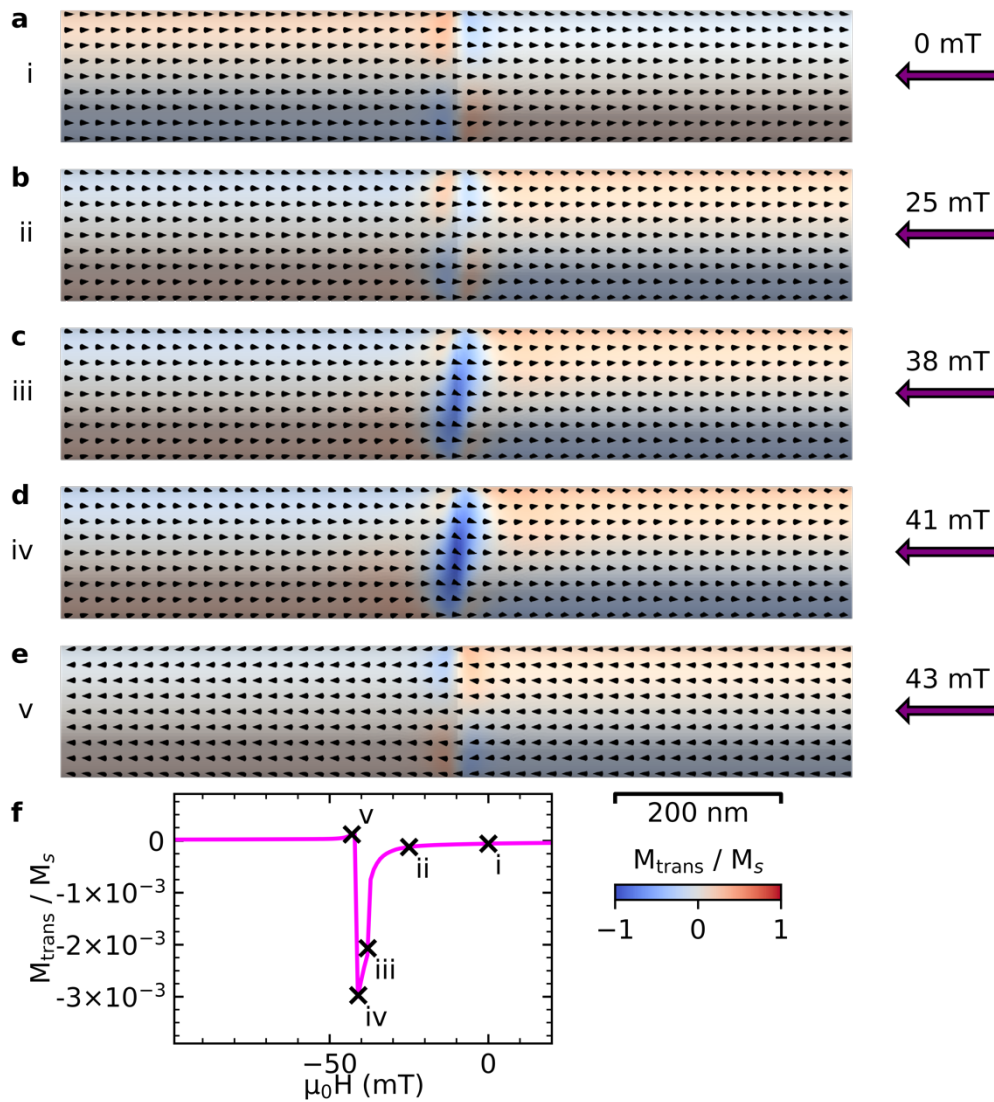 a
i
0 mT
b
ii
25 mT
c
iii
38 mT
d
iv
41 mT
e
v
43 mT
f
M_trans / M_s
0
-1×10⁻³
-2×10⁻³
-3×10⁻³
v
ii
i
iii
iv
−50
0
μ₀H (mT)
200 nm
M_trans / M_s
−1
0
1